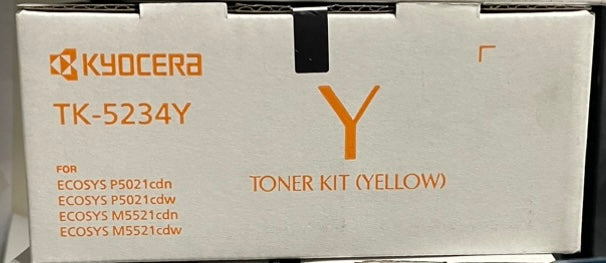 KYOCERA
TK-5234Y
Y
TONER KIT (YELLOW)
FOR
ECOSYS P5021cdn
ECOSYS P5021cdw
ECOSYS M5521cdn
ECOSYS M5521cdw